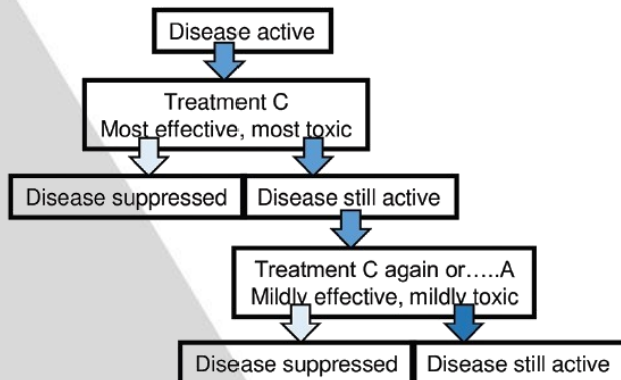 Disease active
Treatment C
Most effective, most toxic
Disease suppressed
Disease still active
Treatment C again or.....A
Mildly effective, mildly toxic
Disease suppressed
Disease still active